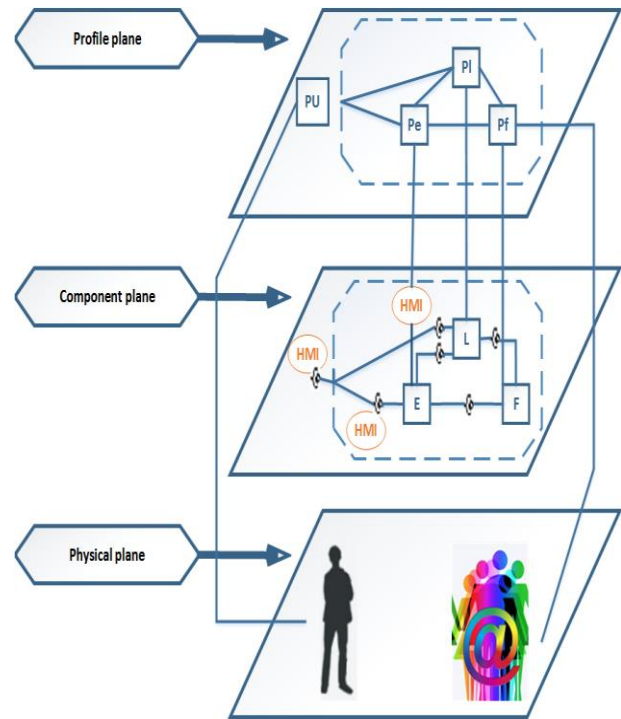 Profile plane
PU
Pl
Pe
Pf
Component plane
HMI
HMI
L
HMI
E
F
Physical plane
@